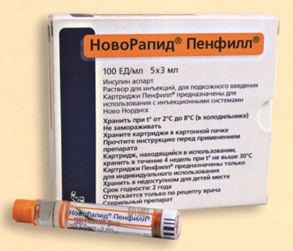 НовоРапид® Пенфилл®
100 ЕД/мл 5x3 мл
Инсулин аспарт
Раствор для инъекций, для подкожного введения
Картриджи Пенфилл® предназначены для
использования с инъекционными системами
Ново Нордиск
Хранить при t° от 2°C до 8°C (в холодильнике)
Не замораживать
Храните картриджи в картонной пачке
Прочтите инструкцию перед применением
препарата
Картридж, находящийся в использовании,
хранить в течение 4 недель при t° не выше 30°C
Картриджи Пенфилл® предназначены только
для индивидуального использования
Хранить в недоступном для детей месте
Срок годности: 2 года
Отпускается только по рецепту врача
Стерильный препарат
НовоРапид® Пенфилл®